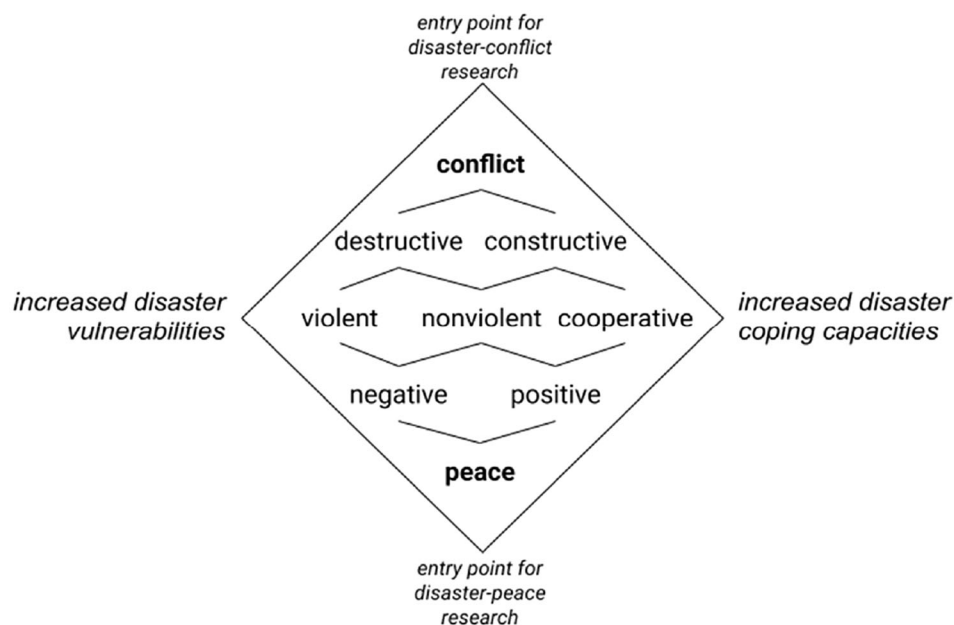 entry point for
disaster-conflict
research
conflict
destructive constructive
increased disaster
vulnerabilities
violent nonviolent cooperative
increased disaster
coping capacities
negative positive
peace
entry point for
disaster-peace
research